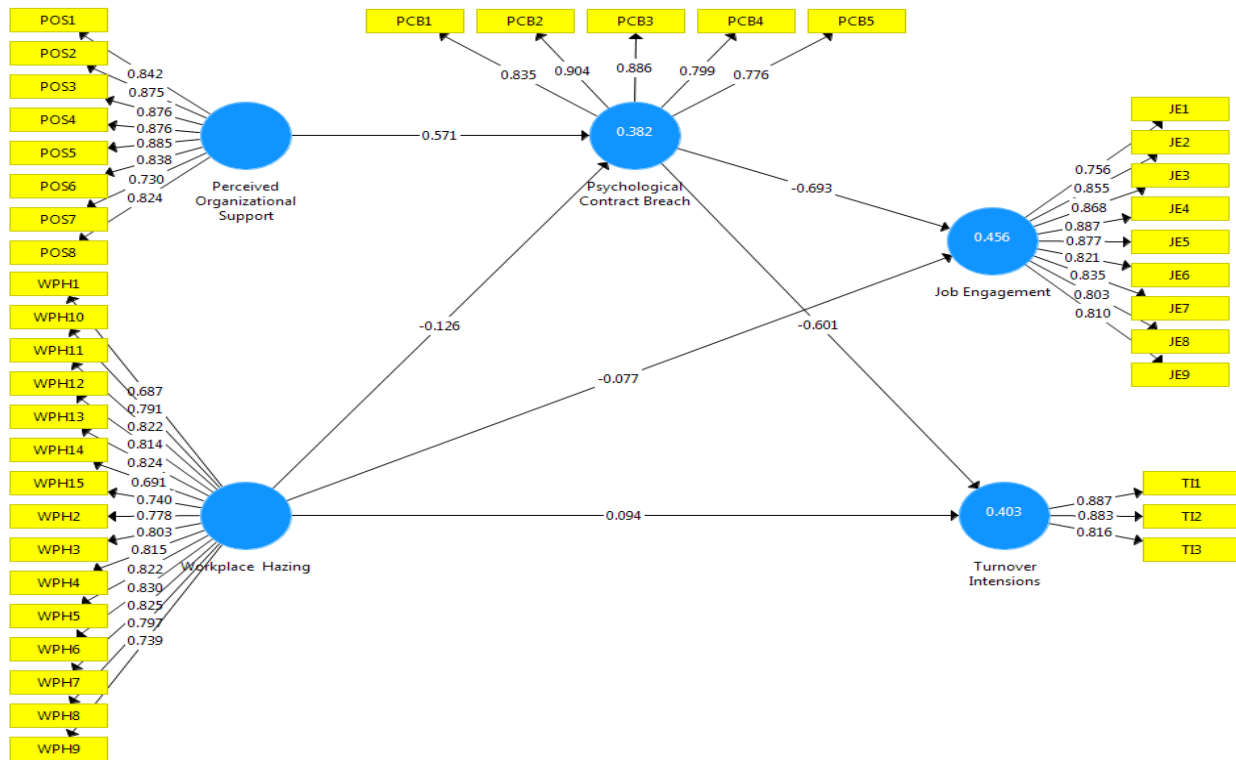 POS1
POS2
POS3
POS4
POS5
POS6
POS7
POS8
0.842
0.875
0.876
0.876
0.885
0.838
0.730
0.824
Perceived
Organizational
Support
0.571
PCB1
PCB2
PCB3
PCB4
PCB5
0.835
0.904
0.886
0.799
0.776
0.382
Psychological
Contract Breach
-0.693
-0.126
-0.077
-0.601
0.094
0.456
Job Engagement
0.756
0.855
0.868
0.887
0.877
0.821
0.835
0.803
0.810
JE1
JE2
JE3
JE4
JE5
JE6
JE7
JE8
JE9
WPH1
WPH10
WPH11
WPH12
WPH13
WPH14
WPH15
WPH2
WPH3
WPH4
WPH5
WPH6
WPH7
WPH8
WPH9
0.687
0.791
0.822
0.814
0.824
0.691
0.740
0.778
0.803
0.815
0.822
0.830
0.825
0.797
0.739
Workplace Hazing
0.403
Turnover
Intensions
0.887
0.883
0.816
TI1
TI2
TI3